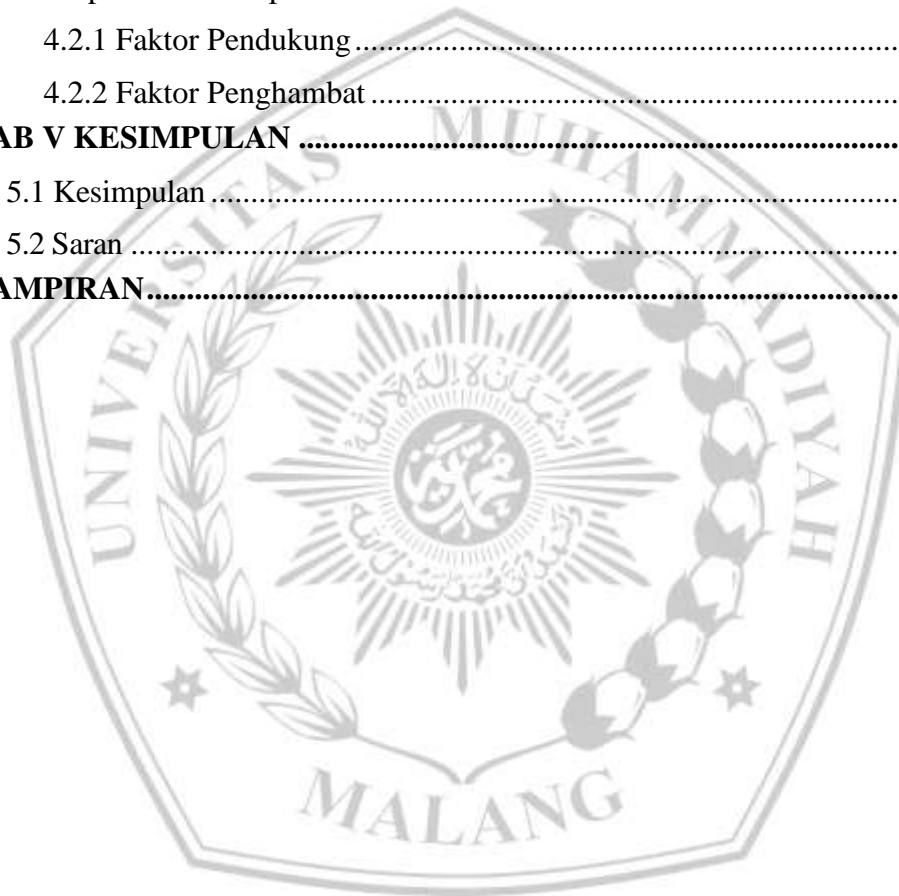 4.2.1 Faktor Pendukung........................................................................
4.2.2 Faktor Penghambat......................................................................
AB V KESIMPULAN ............................................................................
5.1 Kesimpulan........................................................................................
5.2 Saran ..................................................................................................
AMPIRAN................................................................................................
UNIVERSITAS MUHAMMADIYAH
MALANG